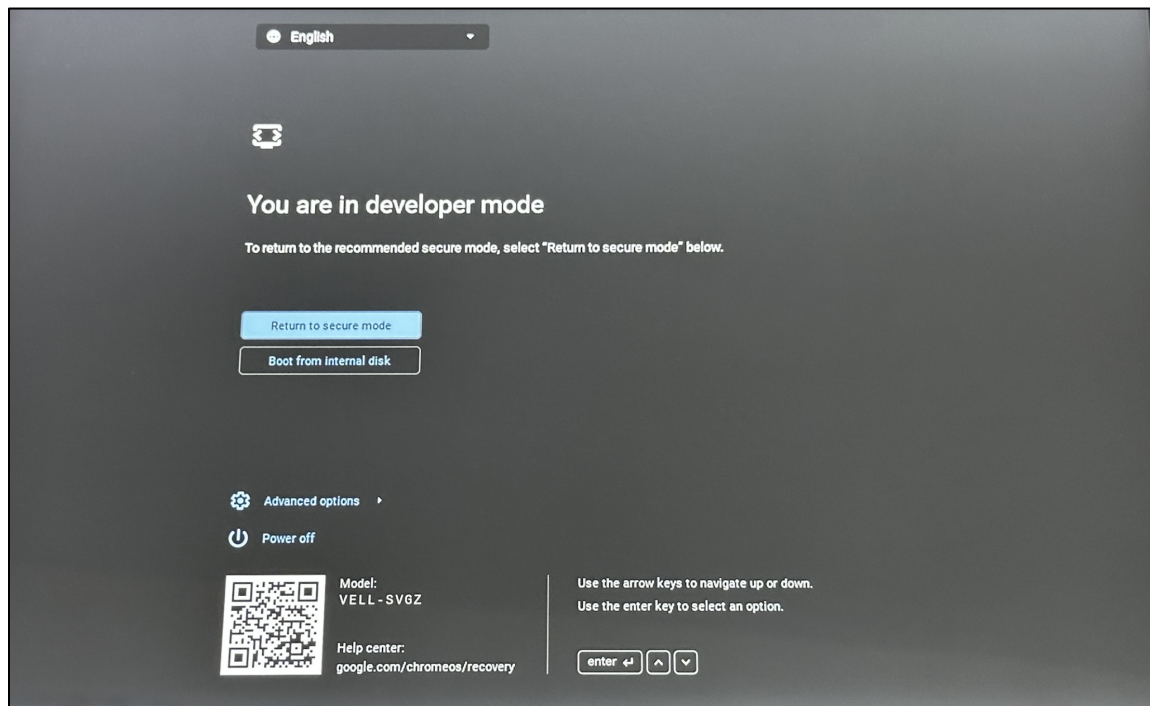 English
You are in developer mode
To return to the recommended secure mode, select “Return to secure mode” below.
Return to secure mode
Boot from internal disk
Advanced options
Power off
Model:
VELL-SVGZ
Help center:
google.com/chromeos/recovery
Use the arrow keys to navigate up or down.
Use the enter key to select an option.
enter